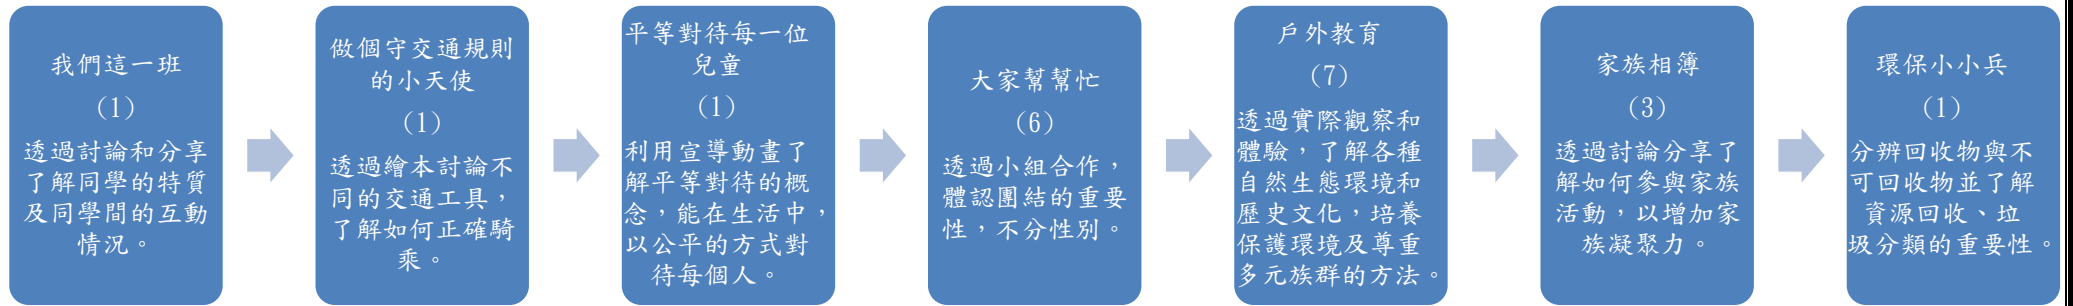 我們這一班
(1)
透過討論和分享
了解同學的特質
及同學間的互動
情況。
做個守交通規則
的小天使
(1)
透過繪本討論不
同的交通工具，
了解如何正確騎
乘。
平等對待每一位
兒童
(1)
利用宣導動畫了
解平等對待的概
念，能在生活中，
以公平的方式對
待每個人。
大家幫幫忙
(6)
透過小組合作，
體認團結的重要
性，不分性別。
戶外教育
(7)
透過實際觀察和
體驗，了解各種
自然生態環境和
歷史文化，培養
保護環境及尊重
多元族群的方法。
家族相簿
(3)
透過討論分享了
解如何參與家族
活動，以增加家
族凝聚力。
環保小小兵
(1)
分辨回收物與不
可回收物並了解
資源回收、垃
圾分類的重要性。